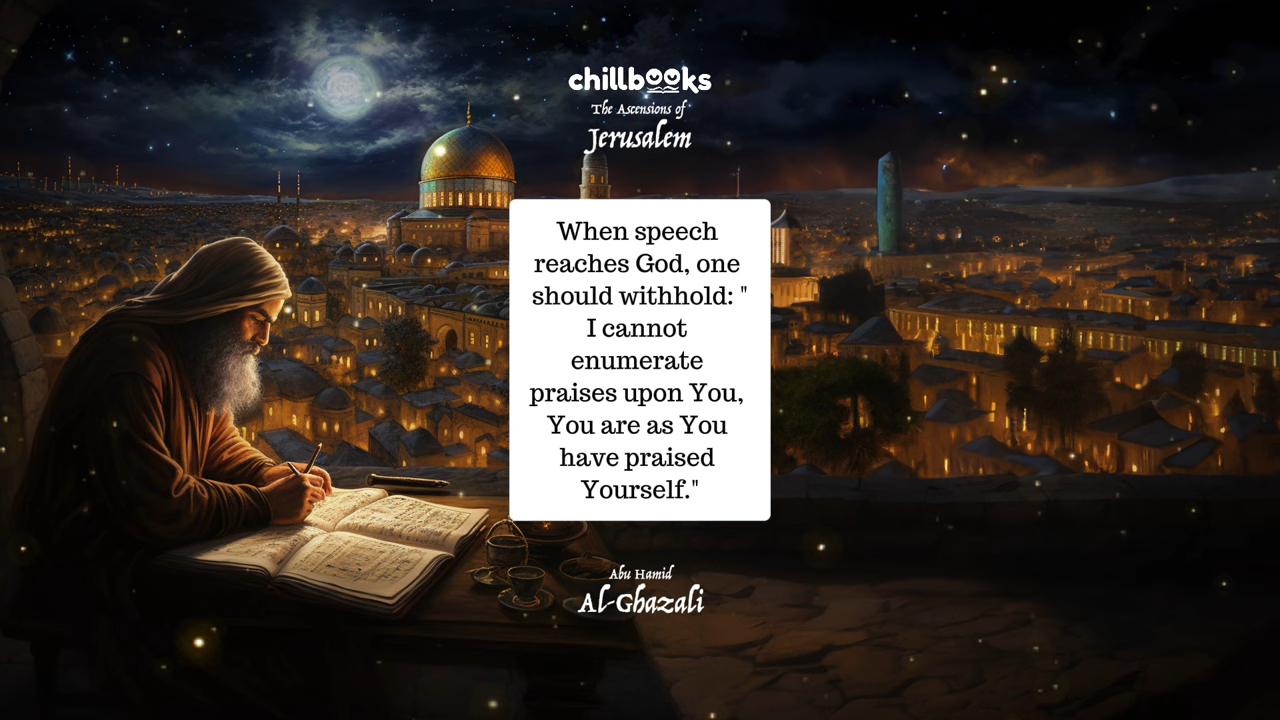 chillbooks
The Ascensions of
Jerusalem
When speech
reaches God, one
should withhold: "
I cannot
enumerate
praises upon You,
You are as You
have praised
Yourself."
Abu Hamid
Al-Ghazali